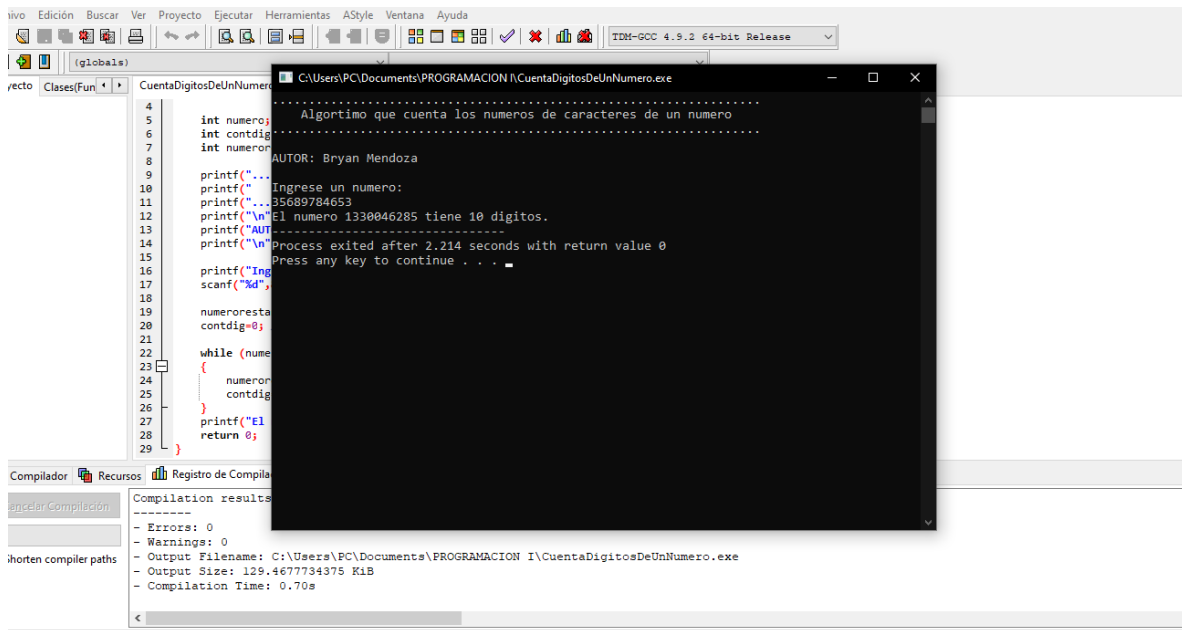 hivo Edición Buscar Ver Proyecto Ejecutar Herramientas AStyle Ventana Ayuda
TDM-GCC 4.9.2 64-bit Release
(globals)
yecto Clases(Fun CuentaDigitosDeUnNumero
C:\Users\PC\Documents\PROGRAMACION I\CuentaDigitosDeUnNumero.exe
....................................................................
Algortimo que cuenta los numeros de caracteres de un numero
....................................................................
AUTOR: Bryan Mendoza
Ingrese un numero:
35689784653
El numero 1330046285 tiene 10 digitos.
--------------------------------
Process exited after 2.214 seconds with return value 0
Press any key to continue . . .
4
5 int numero;
6 int contdig
7 int numeror
8
9 printf("...
10 printf("
11 printf("...
12 printf("\n"
13 printf("AUT
14 printf("\n"
15
16 printf("Ing
17 scanf("%d",
18
19 numeroresta
20 contdig=0;
21
22 while (nume
23 {
24 numeror
25 contdig
26 }
27 printf("El
28 return 0;
29 }
Compilador Recursos Registro de Compila
Cancelar Compilación
Shorten compiler paths
Compilation results
--------
- Errors: 0
- Warnings: 0
- Output Filename: C:\Users\PC\Documents\PROGRAMACION I\CuentaDigitosDeUnNumero.exe
- Output Size: 129.4677734375 KiB
- Compilation Time: 0.70s